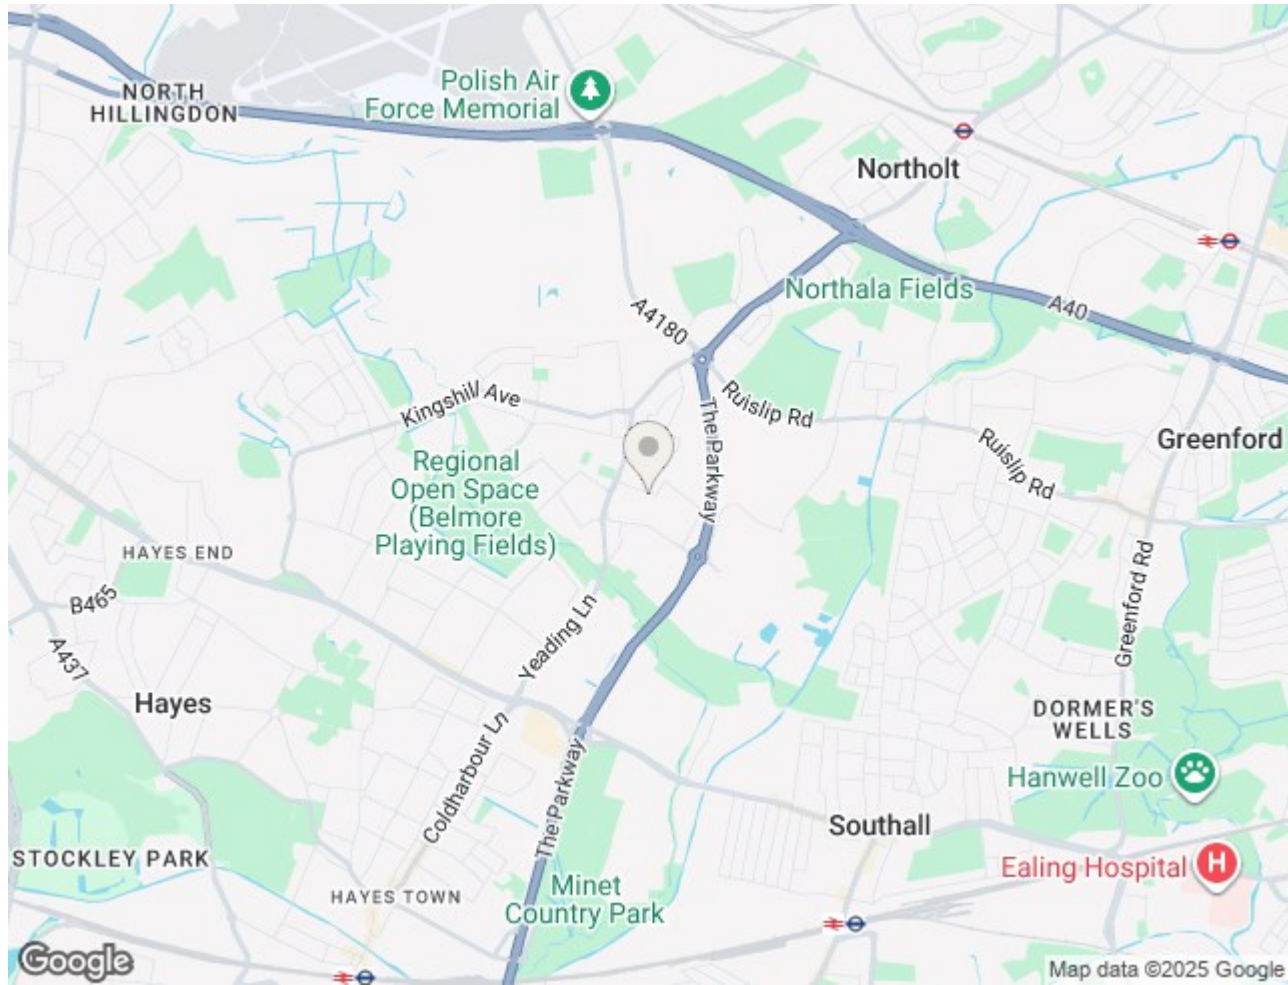 Polish Air
Force Memorial
NORTH
HILLINGDON
Northolt
Northala Fields
A40
A4180
Kingshill Ave
Ruislip Rd
The Parkway
Ruislip Rd
Greenford
Regional
Open Space
(Belmore
Playing Fields)
HAYES END
B465
A437
Yeading Ln
Greenford Rd
Hayes
DORMER'S
WELLS
Coldharbour Ln
The Parkway
Hanwell Zoo
Southall
STOCKLEY PARK
Ealing Hospital
H
HAYES TOWN
Minet
Country Park
Google
Map data ©2025 Google